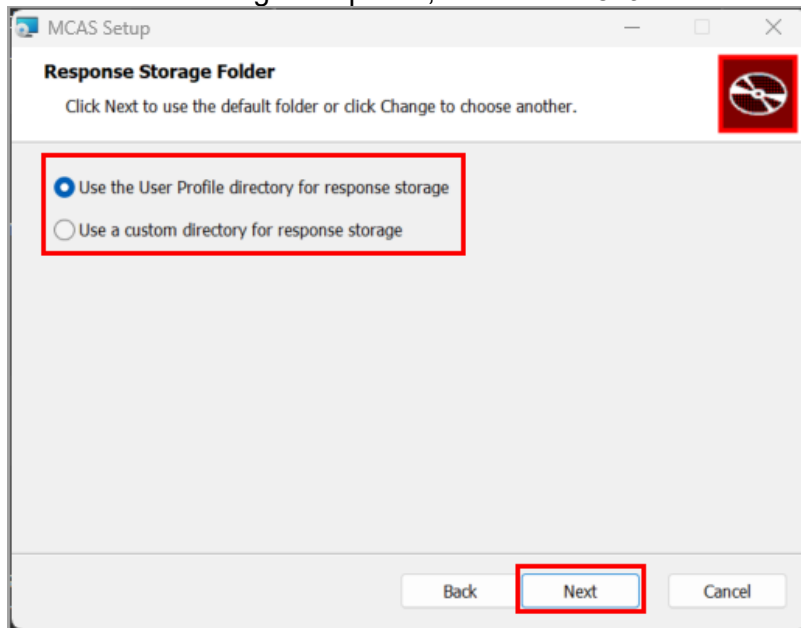 MCAS Setup
Response Storage Folder
Click Next to use the default folder or click Change to choose another.
Use the User Profile directory for response storage
Use a custom directory for response storage
Back Next Cancel